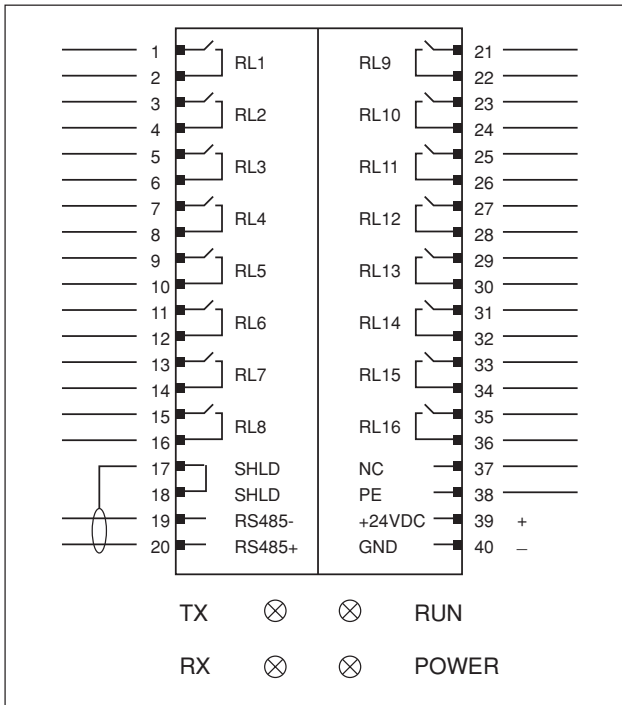 1 RL1 RL9 21
2 22
3 RL2 RL10 23
4 24
5 RL3 RL11 25
6 26
7 RL4 RL12 27
8 28
9 RL5 RL13 29
10 30
11 RL6 RL14 31
12 32
13 RL7 RL15 33
14 34
15 RL8 RL16 35
16 36
17 SHLD NC 37
18 SHLD PE 38
19 RS485- +24VDC 39 +
20 RS485+ GND 40 –
TX RUN
RX POWER